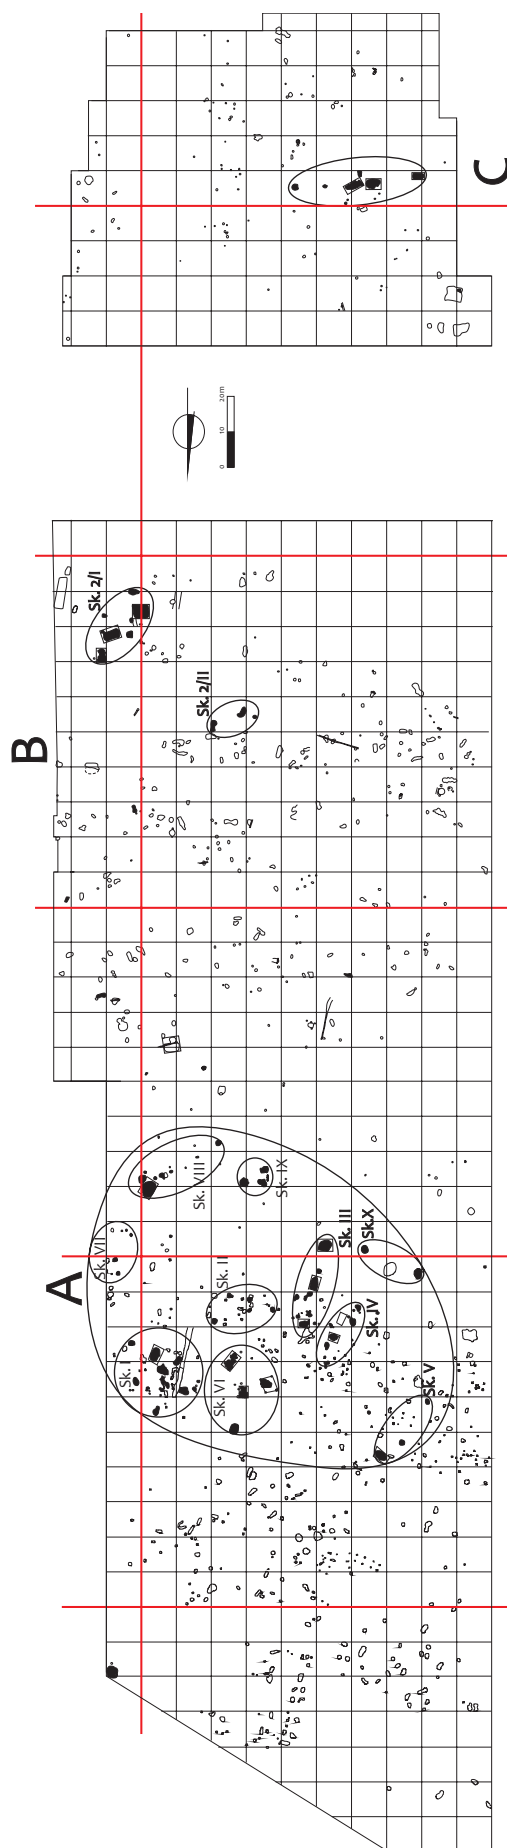 C
0 10 20m
Sk. 2/I
Sk. 2/II
B
Sk. VIII
Sk. IX
Sk. VII
A
Sk. III
Sk.X
Sk. II
Sk. I
Sk. IV
Sk. VI
Sk. V